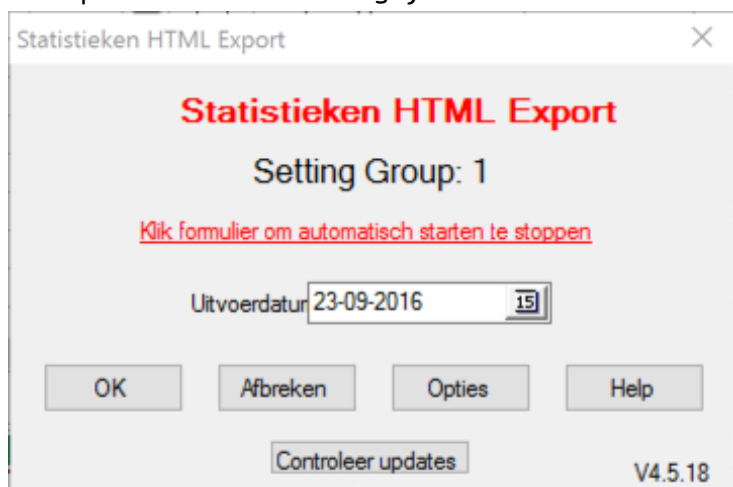 Statistieken HTML Export
Statistieken HTML Export
Setting Group: 1
Klik formulier om automatisch starten te stoppen
Uitvoerdatur 23-09-2016 15
OK Afbreken Opties Help
Controleer updates
V4.5.18